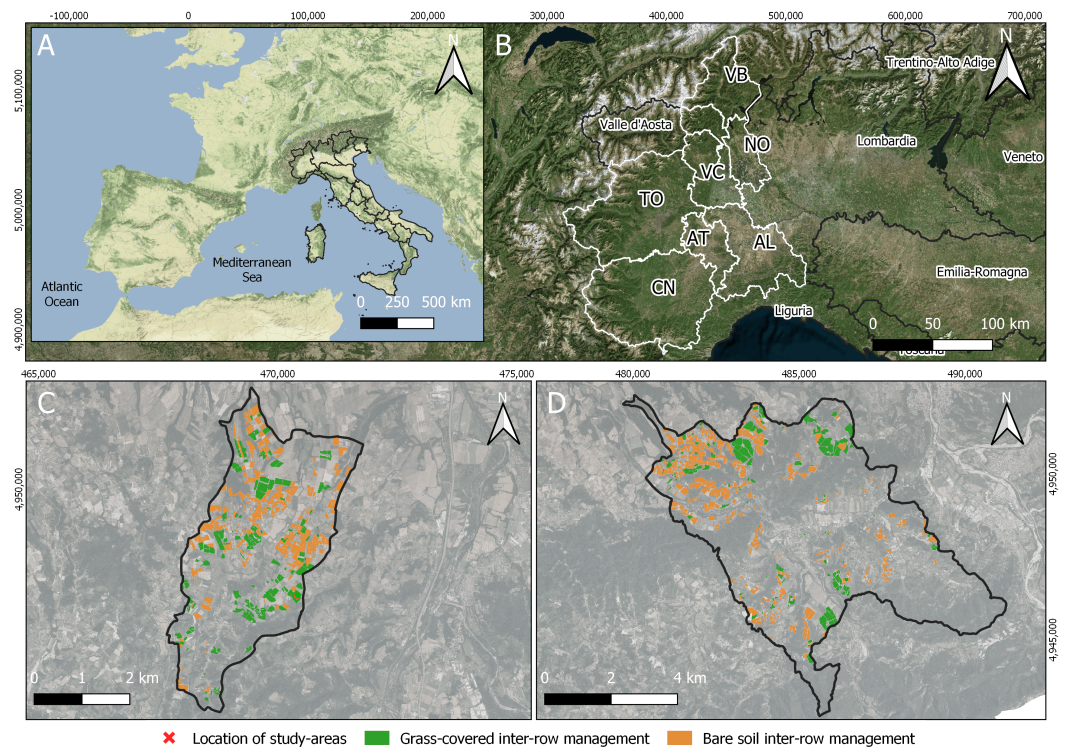 -100,000 0 100,000 200,000 300,000 400,000 500,000 600,000 700,000
A
N
B
N
5,100,000
5,000,000
4,900,000
Atlantic
Ocean
Mediterranean
Sea
0 250 500 km
VB
Trentino-Alto Adige
Valle d'Aosta
NO
Lombardia
Veneto
VC
TO
AT
AL
CN
Emilia-Romagna
Liguria
0 50 100 km
Toscana
465,000 470,000 475,000 480,000 485,000 490,000
C
N
D
N
4,950,000
4,950,000
4,945,000
0 1 2 km
0 2 4 km
Location of study-areas
Grass-covered inter-row management
Bare soil inter-row management